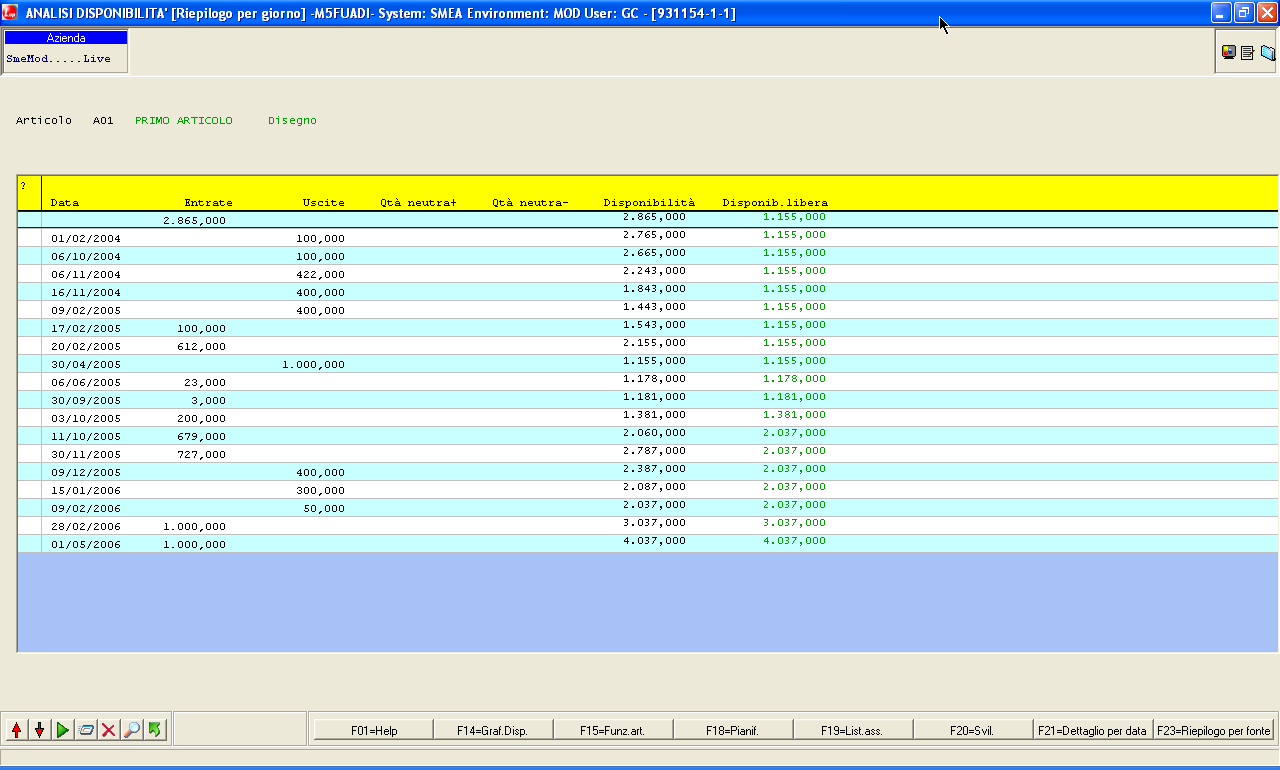 ANALISI DISPONIBILITA' [Riepilogo per giorno] -M5FUADI- System: SMEA Environment: MOD User: GC - [931154-1-1]
Azienda
SmeMod.....Live
Articolo A01 PRIMO ARTICOLO Disegno
?
Data Entrate Uscite Qtà neutra+ Qtà neutra- Disponibilità Disponib.libera
2.865,000 2.865,000 1.155,000
01/02/2004 100,000 2.765,000 1.155,000
06/10/2004 100,000 2.665,000 1.155,000
06/11/2004 422,000 2.243,000 1.155,000
16/11/2004 400,000 1.843,000 1.155,000
09/02/2005 400,000 1.443,000 1.155,000
17/02/2005 100,000 1.543,000 1.155,000
20/02/2005 612,000 2.155,000 1.155,000
30/04/2005 1.000,000 1.155,000 1.155,000
06/06/2005 23,000 1.178,000 1.178,000
30/09/2005 3,000 1.181,000 1.181,000
03/10/2005 200,000 1.381,000 1.381,000
11/10/2005 679,000 2.060,000 2.037,000
30/11/2005 727,000 2.787,000 2.037,000
09/12/2005 400,000 2.387,000 2.037,000
15/01/2006 300,000 2.087,000 2.037,000
09/02/2006 50,000 2.037,000 2.037,000
28/02/2006 1.000,000 3.037,000 3.037,000
01/05/2006 1.000,000 4.037,000 4.037,000
F01=Help F14=Graf.Disp. F15=Funz.art. F18=Pianif. F19=List.ass. F20=Svil. F21=Dettaglio per data F23=Riepilogo per fonte